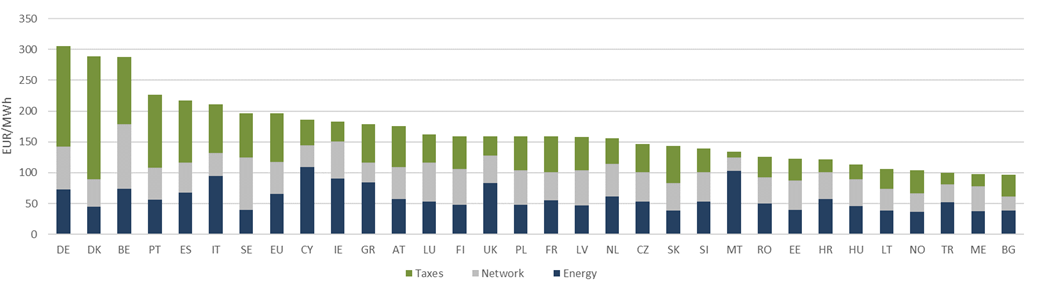 350
300
250
200
150
100
50
0
EUR/MWh
DE DK BE PT ES IT SE EU CY IE GR AT LU FI UK PL FR LV NL CZ SK SI MT RO EE HR HU LT NO TR ME BG
Taxes Network Energy